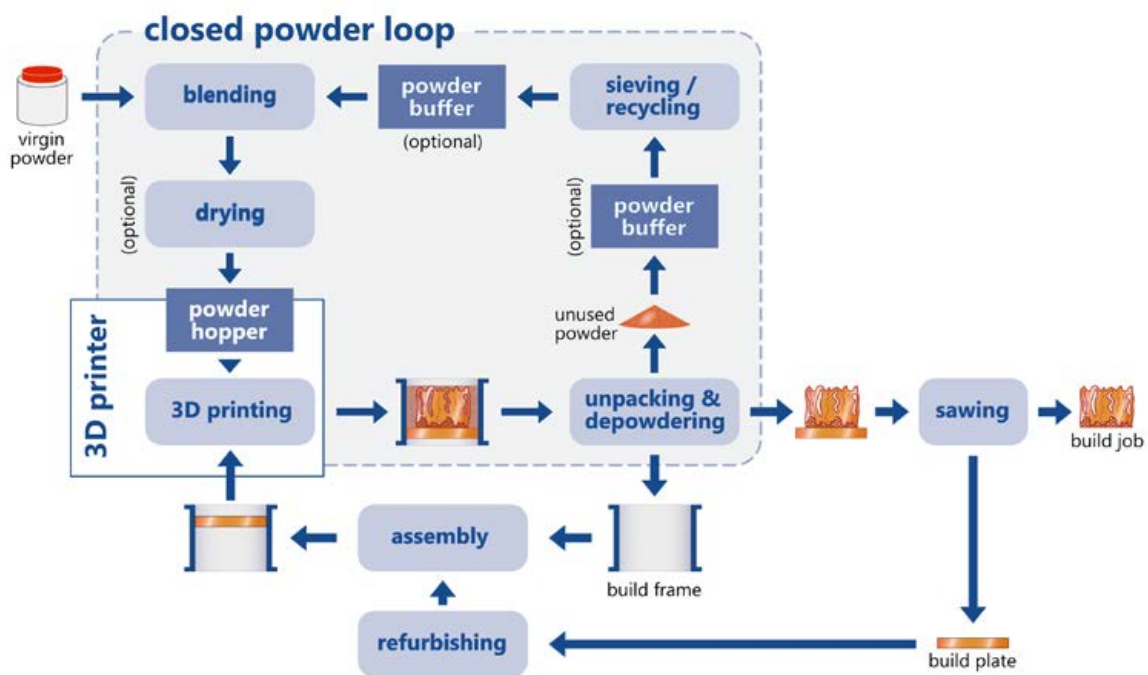 closed powder loop
virgin
powder
blending
powder
buffer
(optional)
sieving /
recycling
(optional)
drying
(optional)
powder
buffer
3D printer
powder
hopper
unused
powder
3D printing
unpacking &
depowdering
sawing
build job
assembly
build frame
refurbishing
build plate